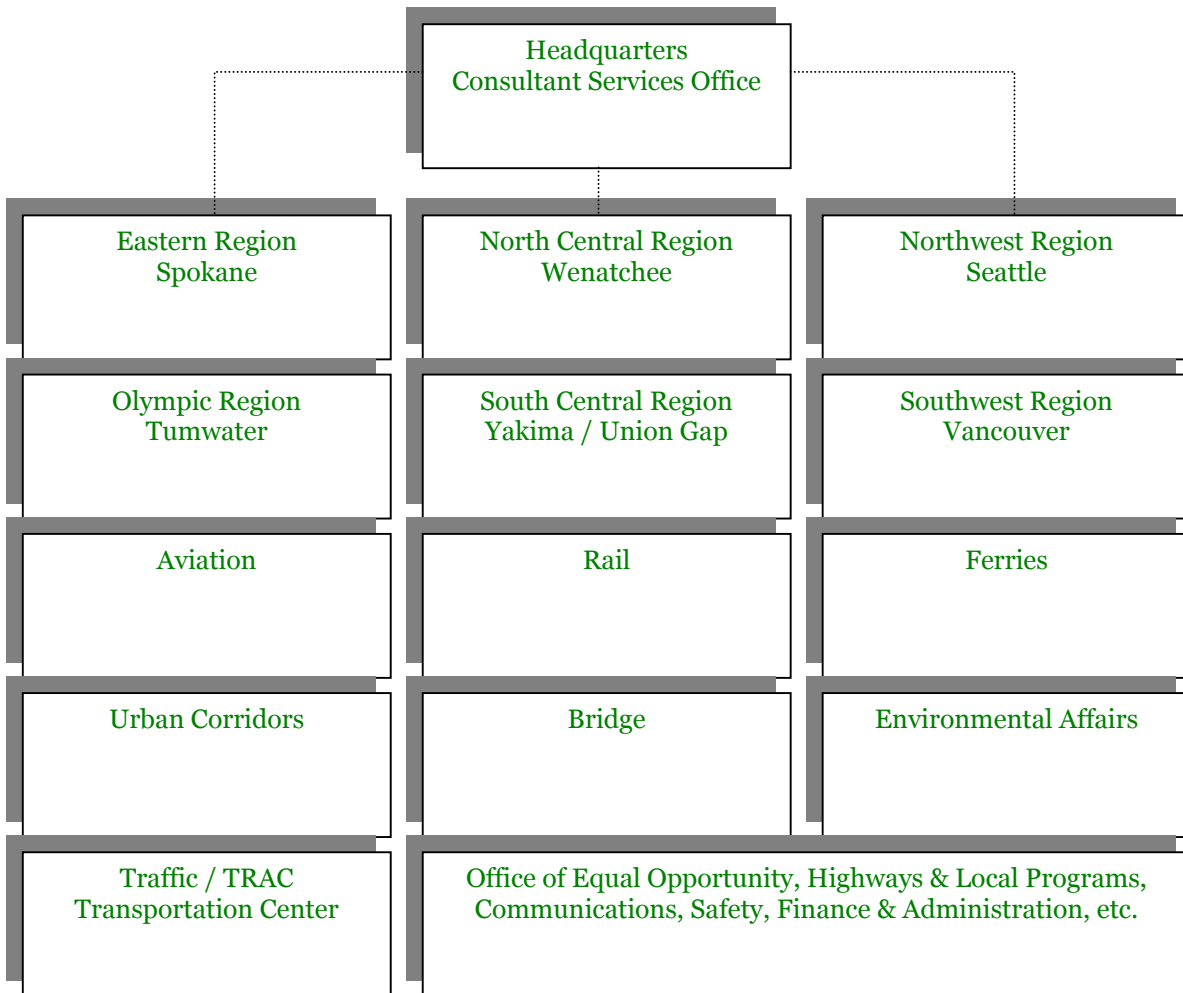 Headquarters
Consultant Services Office
Eastern Region
Spokane
North Central Region
Wenatchee
Northwest Region
Seattle
Olympic Region
Tumwater
South Central Region
Yakima / Union Gap
Southwest Region
Vancouver
Aviation
Rail
Ferries
Urban Corridors
Bridge
Environmental Affairs
Traffic / TRAC
Transportation Center
Office of Equal Opportunity, Highways & Local Programs,
Communications, Safety, Finance & Administration, etc.